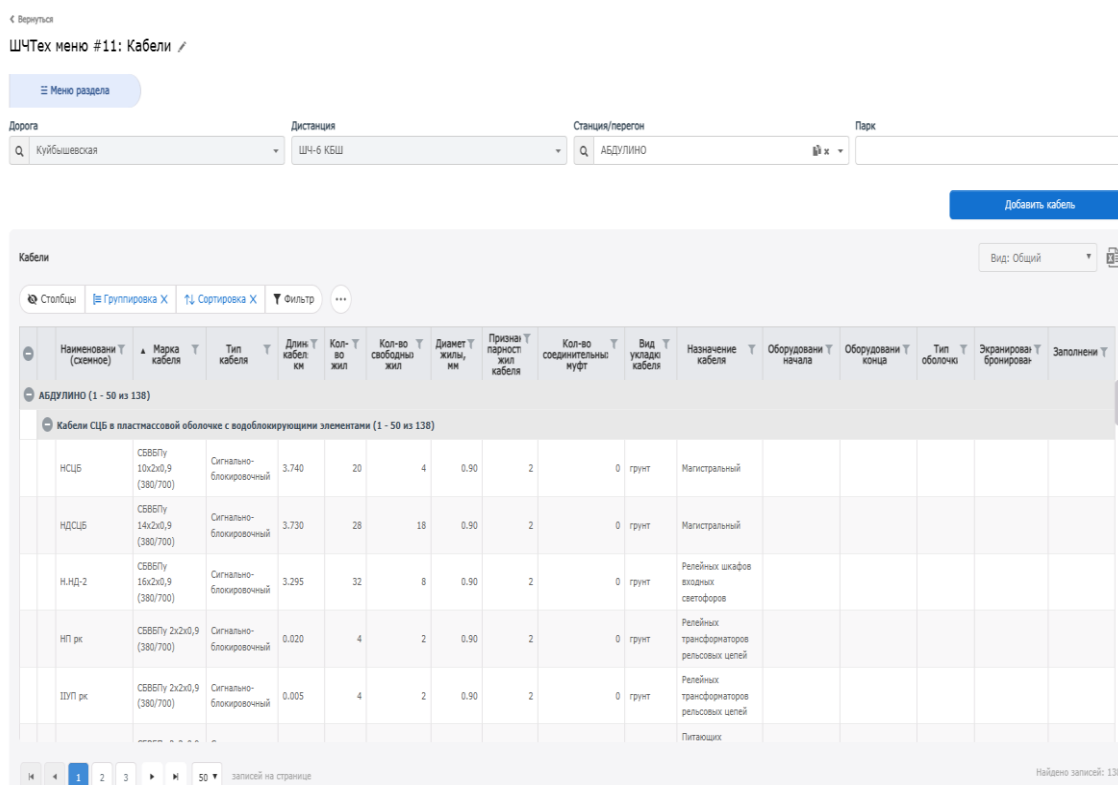 Вернуться
ШЧТех меню #11: Кабели
Меню раздела
Дорога Дистанция Станция/перегон Парк
Куйбышевская ШЧ-6 КБШ АБДУЛИНО x
Добавить кабель
Кабели Вид: Общий
Столбцы Группировка X Сортировка X Фильтр ...
Наименовани (схемное) Марка кабеля Тип кабеля Длин кабел км Кол-во жил Кол-во свободны жил Диамет жилы, мм Признак парност жил кабеля Кол-во соединительны муфт Вид укладк кабеля Назначение кабеля Оборудовани начала Оборудовани конца Тип оболочк Экранирован бронирован Заполнени
АБДУЛИНО (1 - 50 из 138)
Кабели СЦБ в пластмассовой оболочке с водоблокирующими элементами (1 - 50 из 138)
НСЦБ СБВБПу 10х2х0,9 (380/700) Сигнально-блокировочный 3.740 20 4 0.90 2 0 грунт Магистральный
НДСЦБ СБВБПу 14х2х0,9 (380/700) Сигнально-блокировочный 3.730 28 18 0.90 2 0 грунт Магистральный
Н.НД-2 СБВБПу 16х2х0,9 (380/700) Сигнально-блокировочный 3.295 32 8 0.90 2 0 грунт Релейных шкафов входных светофоров
НП рк СБВБПу 2х2х0,9 (380/700) Сигнально-блокировочный 0.020 4 2 0.90 2 0 грунт Релейных трансформаторов рельсовых цепей
IIУП рк СБВБПу 2х2х0,9 (380/700) Сигнально-блокировочный 0.005 4 2 0.90 2 0 грунт Релейных трансформаторов рельсовых цепей
Питающих
1 2 3 50 записей на странице Найдено записей: 138